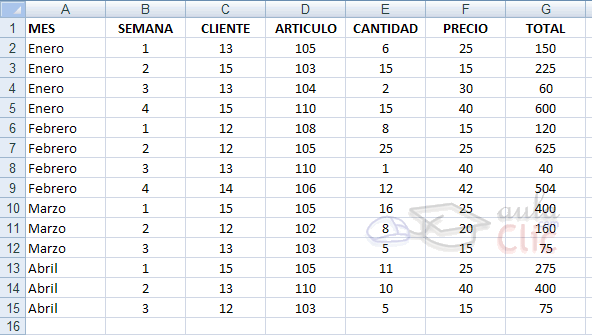 A B C D E F G
1 MES SEMANA CLIENTE ARTICULO CANTIDAD PRECIO TOTAL
2 Enero 1 13 105 6 25 150
3 Enero 2 15 103 15 15 225
4 Enero 3 13 104 2 30 60
5 Enero 4 15 110 15 40 600
6 Febrero 1 12 108 8 15 120
7 Febrero 2 12 105 25 25 625
8 Febrero 3 13 110 1 40 40
9 Febrero 4 14 106 12 42 504
10 Marzo 1 15 105 16 25 400
11 Marzo 2 12 102 8 20 160
12 Marzo 3 13 103 5 15 75
13 Abril 1 15 105 11 25 275
14 Abril 2 13 110 10 40 400
15 Abril 3 12 103 5 15 75
16
aula
Clic